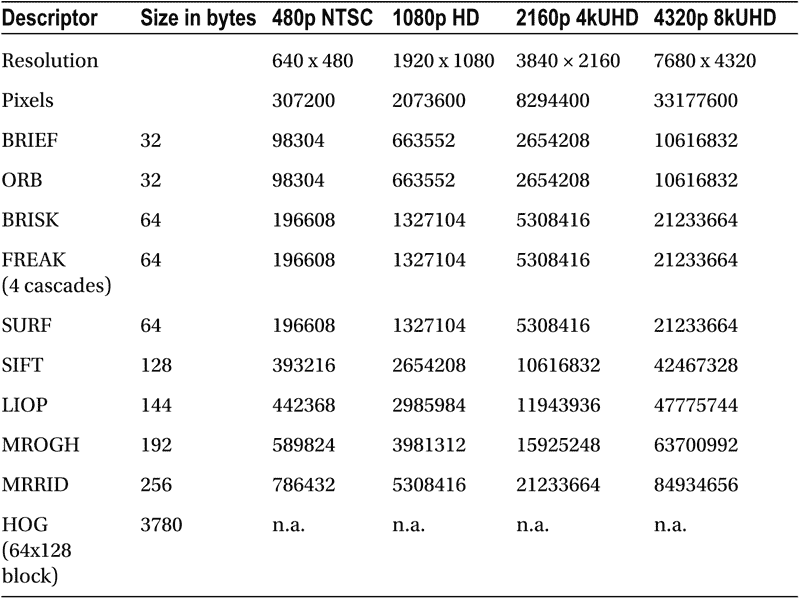 Descriptor Size in bytes 480p NTSC 1080p HD 2160p 4kUHD 4320p 8kUHD
Resolution 640 x 480 1920 x 1080 3840 × 2160 7680 x 4320
Pixels 307200 2073600 8294400 33177600
BRIEF 32 98304 663552 2654208 10616832
ORB 32 98304 663552 2654208 10616832
BRISK 64 196608 1327104 5308416 21233664
FREAK 64 196608 1327104 5308416 21233664
(4 cascades)
SURF 64 196608 1327104 5308416 21233664
SIFT 128 393216 2654208 10616832 42467328
LIOP 144 442368 2985984 11943936 47775744
MROGH 192 589824 3981312 15925248 63700992
MRRID 256 786432 5308416 21233664 84934656
HOG 3780 n.a. n.a. n.a. n.a.
(64x128
block)